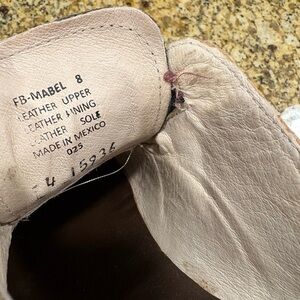 FB-MABEL 8
LEATHER UPPER
LEATHER LINING
LEATHER SOLE
MADE IN MEXICO
025
4 15936